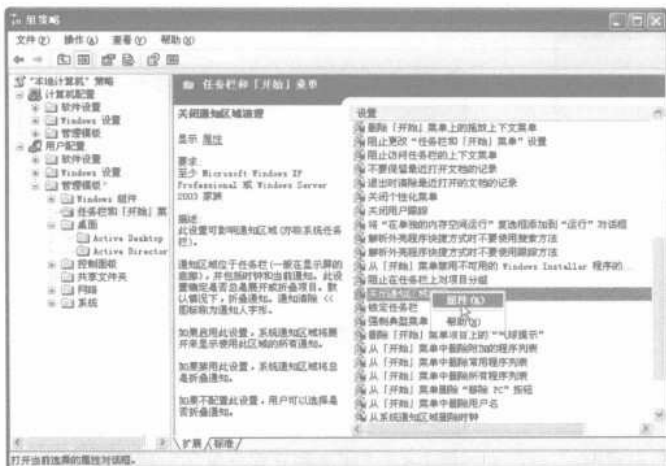 组策略
文件(F) 操作(A) 查看(V) 帮助(H)
“本地计算机”策略
计算机配置
软件设置
Windows 设置
管理模板
用户配置
软件设置
Windows 设置
管理模板
Windows 组件
任务栏和「开始」菜
桌面
Active Desktop
Active Director
控制面板
共享文件夹
网络
系统
任务栏和「开始」菜单
关闭通知区域清理
显示 属性
要求:
至少 Microsoft Windows XP
Professional 或 Windows Server
2003 家族
描述:
此设置可影响通知区域(亦称系统任务
栏)。
通知区域位于任务栏(一般在显示屏的
底部),并包括时钟和当前通知。此设
置确定是否总是展开或折叠项目。默
认情况下,折叠通知。通知清除 <<
图标称为通知人字形。
如果启用此设置,系统通知区域将展
开来显示使用此区域的所有通知。
如果禁用此设置,系统通知区域将总
是折叠通知。
如果不配置此设置,用户可以选择是
否折叠通知。
设置
删除「开始」菜单上的拖放上下文菜单
阻止更改“任务栏和「开始」菜单”设置
阻止访问任务栏的上下文菜单
不要保留最近打开文档的记录
退出时清除最近打开的文档的记录
关闭个性化菜单
关闭用户跟踪
将“在单独的内存空间运行”复选框添加到“运行”对话框
解析外壳程序快捷方式时不要使用搜索方法
解析外壳程序快捷方式时不要使用跟踪方法
从「开始」菜单禁用不可用的 Windows Installer 程序的...
阻止在任务栏上对项目分组
关闭通知
锁定任务栏
强制典型菜单
属性(R)
帮助(H)
删除「开始」菜单项目上的“气球提示”
从「开始」菜单中删除附加的程序列表
从「开始」菜单中删除常用程序列表
从「开始」菜单中删除所有程序列表
从「开始」菜单删除“移除 PC”按钮
从「开始」菜单中删除用户名
从系统通知区域删除时钟
扩展 标准
打开当前选择的属性对话框。